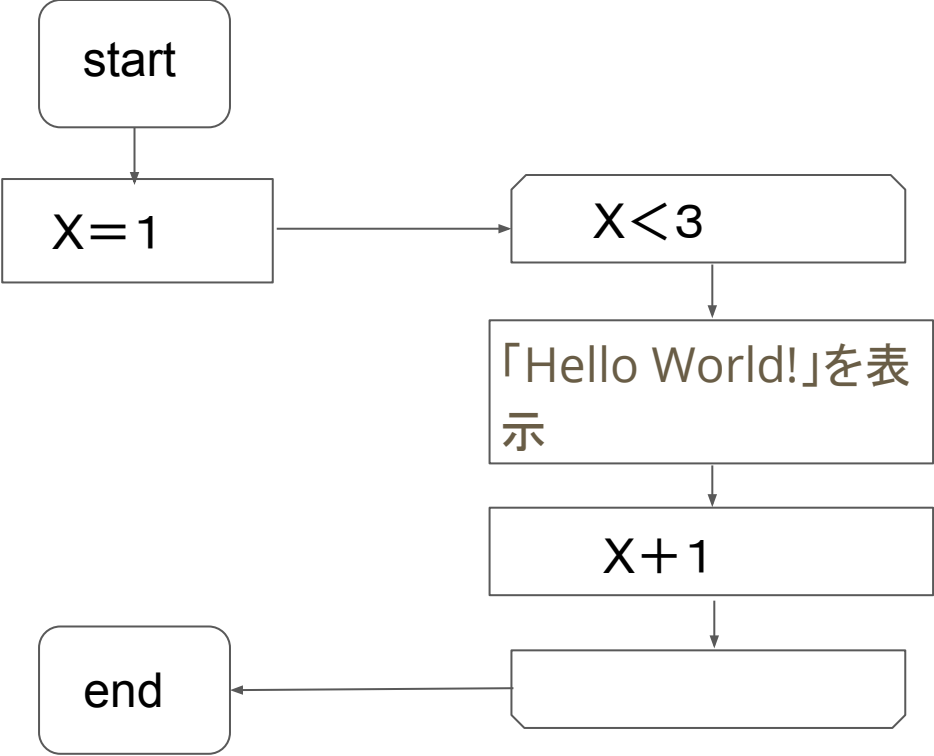 start
X＝１
X＜３
「Hello World!」を表
示
X＋１
end